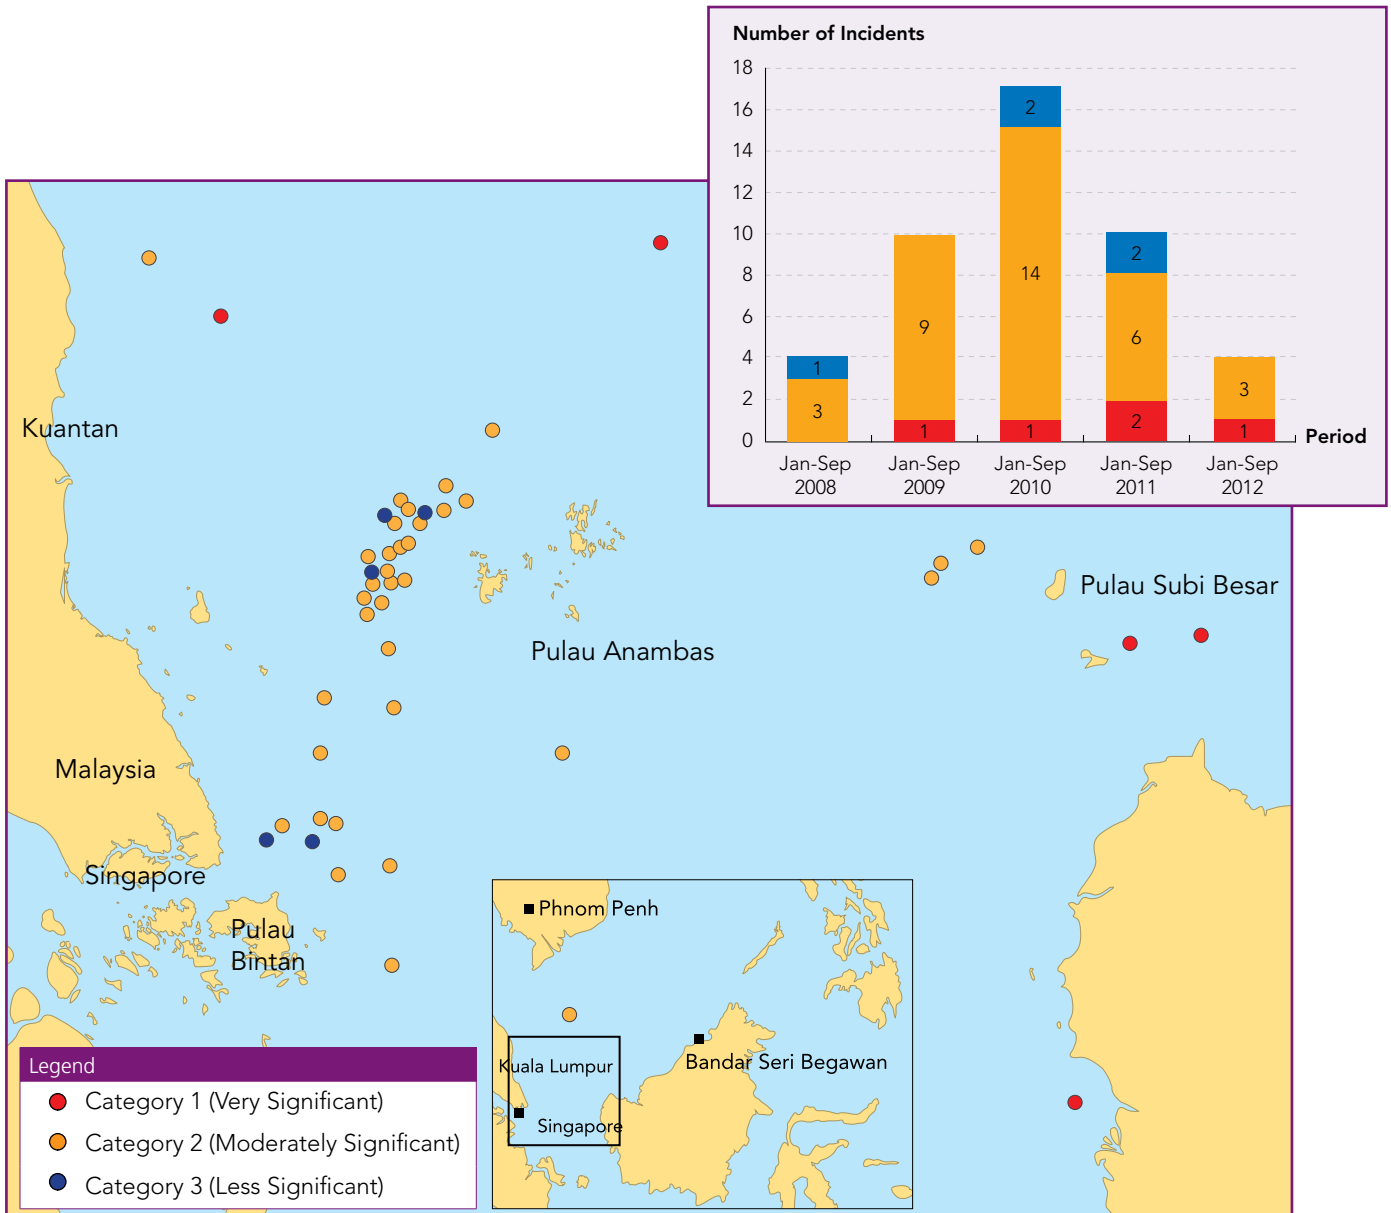 Number of Incidents
18
16
14
12
10
8
6
4
2
0
1
3
9
1
2
14
1
2
6
2
3
1
Period
Jan-Sep
2008
Jan-Sep
2009
Jan-Sep
2010
Jan-Sep
2011
Jan-Sep
2012
Kuantan
Pulau Subi Besar
Pulau Anambas
Malaysia
Singapore
Pulau
Bintan
Phnom Penh
Bandar Seri Begawan
Kuala Lumpur
Singapore
Legend
Category 1 (Very Significant)
Category 2 (Moderately Significant)
Category 3 (Less Significant)